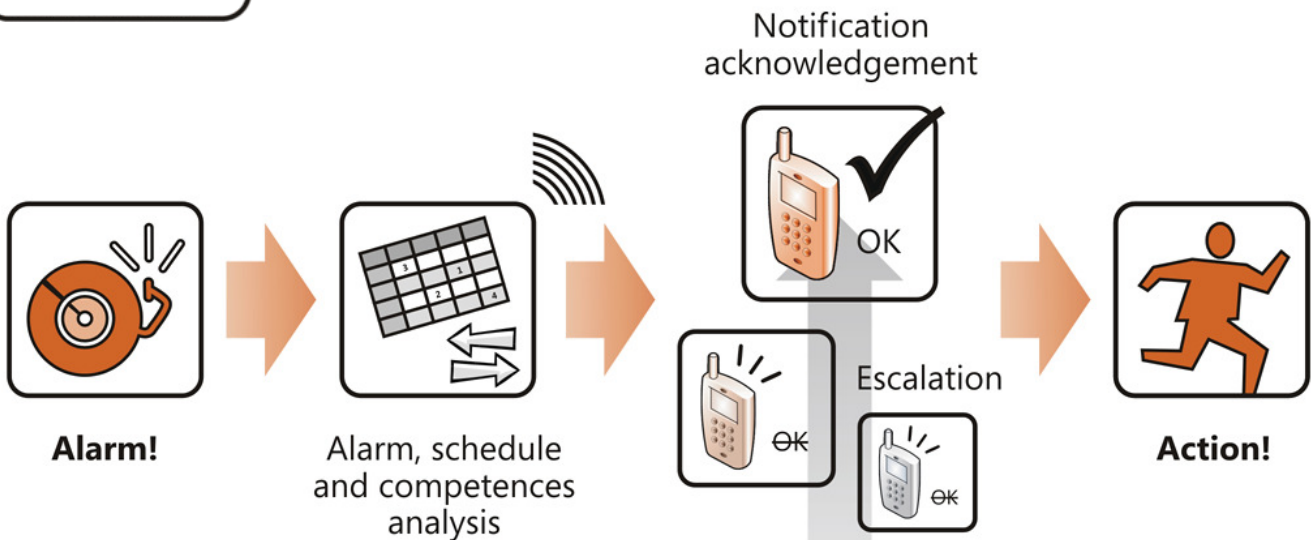 Notification
acknowledgement
OK
3
1
2
4
OK
Escalation
OK
Alarm!
Alarm, schedule
and competences
analysis
Action!